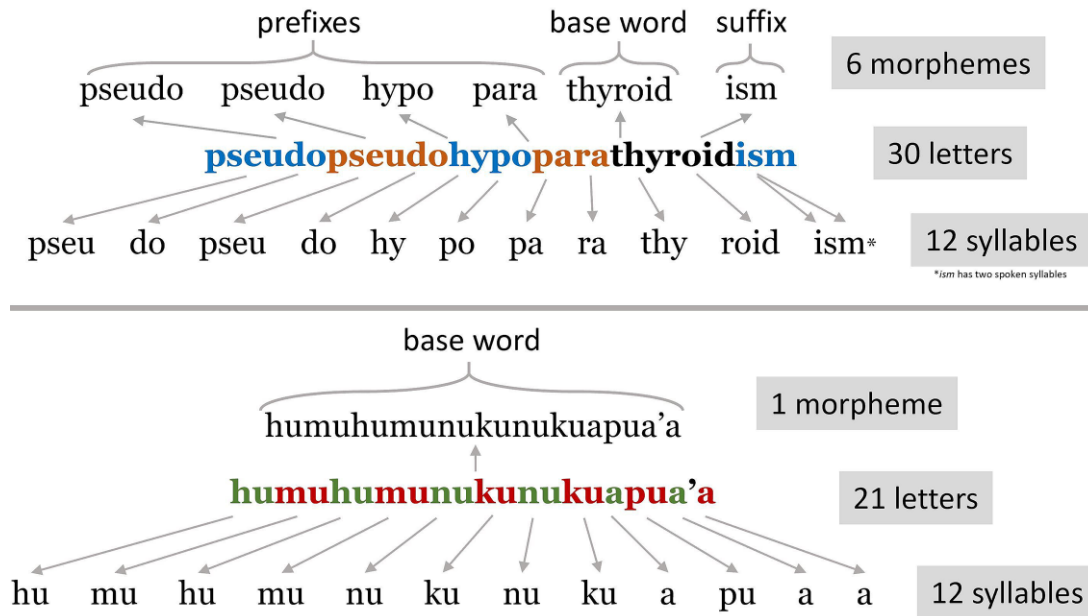 prefixes base word suffix
pseudo pseudo hypo para thyroid ism 6 morphemes
pseudopseudohypoparathyroidism 30 letters
pseu do pseu do hy po pa ra thy roid ism* 12 syllables
*ism has two spoken syllables
base word
1 morpheme
humuhumunukunukuapua’a
humuhumunukunukuapua’a 21 letters
hu mu hu mu nu ku nu ku a pu a a 12 syllables